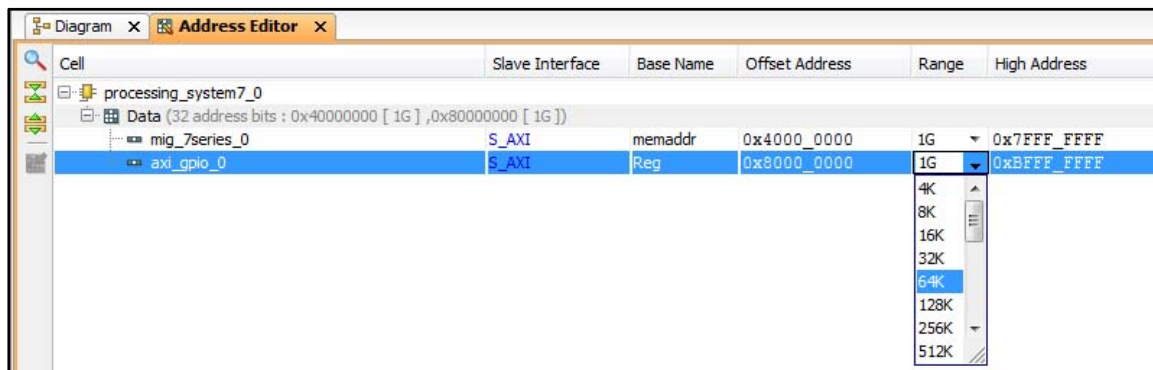 Diagram X Address Editor X
Cell Slave Interface Base Name Offset Address Range High Address
processing_system7_0
Data (32 address bits : 0x40000000 [ 1G ] ,0x80000000 [ 1G ])
mig_7series_0 S_AXI memaddr 0x4000_0000 1G 0x7FFF_FFFF
axi_gpio_0 S_AXI Reg 0x8000_0000 1G 0xBFFF_FFFF
4K
8K
16K
32K
64K
128K
256K
512K